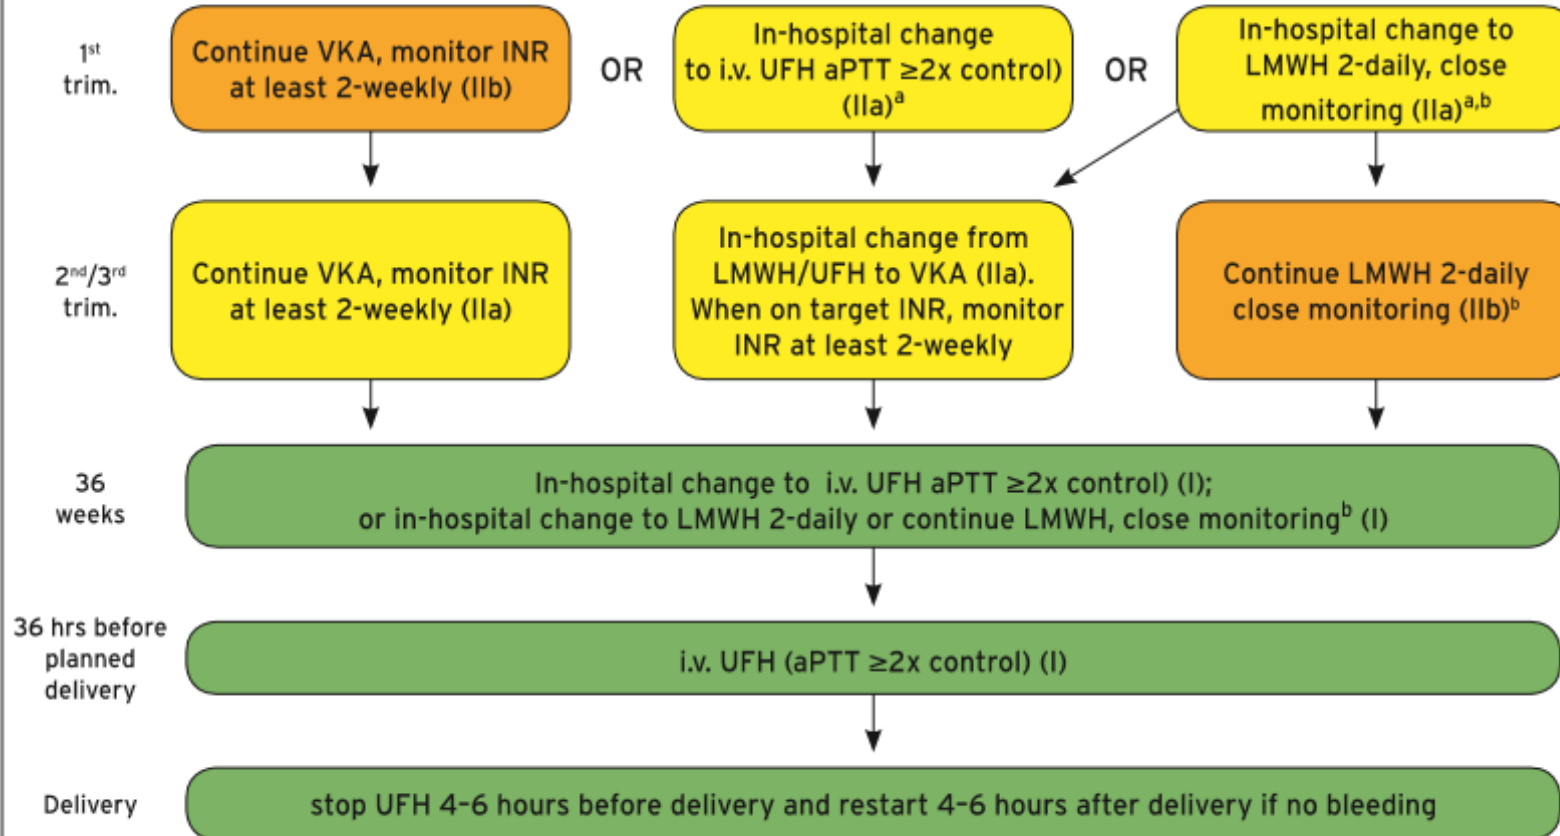 1st
trim.
Continue VKA, monitor INR
at least 2-weekly (IIb)
OR
In-hospital change
to i.v. UFH aPTT ≥2x control)
(IIa)a
OR
In-hospital change to
LMWH 2-daily, close
monitoring (IIa)a,b
2nd/3rd
trim.
Continue VKA, monitor INR
at least 2-weekly (IIa)
In-hospital change from
LMWH/UFH to VKA (IIa).
When on target INR, monitor
INR at least 2-weekly
Continue LMWH 2-daily
close monitoring (IIb)b
36
weeks
In-hospital change to i.v. UFH aPTT ≥2x control) (I);
or in-hospital change to LMWH 2-daily or continue LMWH, close monitoringb (I)
36 hrs before
planned
delivery
i.v. UFH (aPTT ≥2x control) (I)
Delivery
stop UFH 4–6 hours before delivery and restart 4–6 hours after delivery if no bleeding